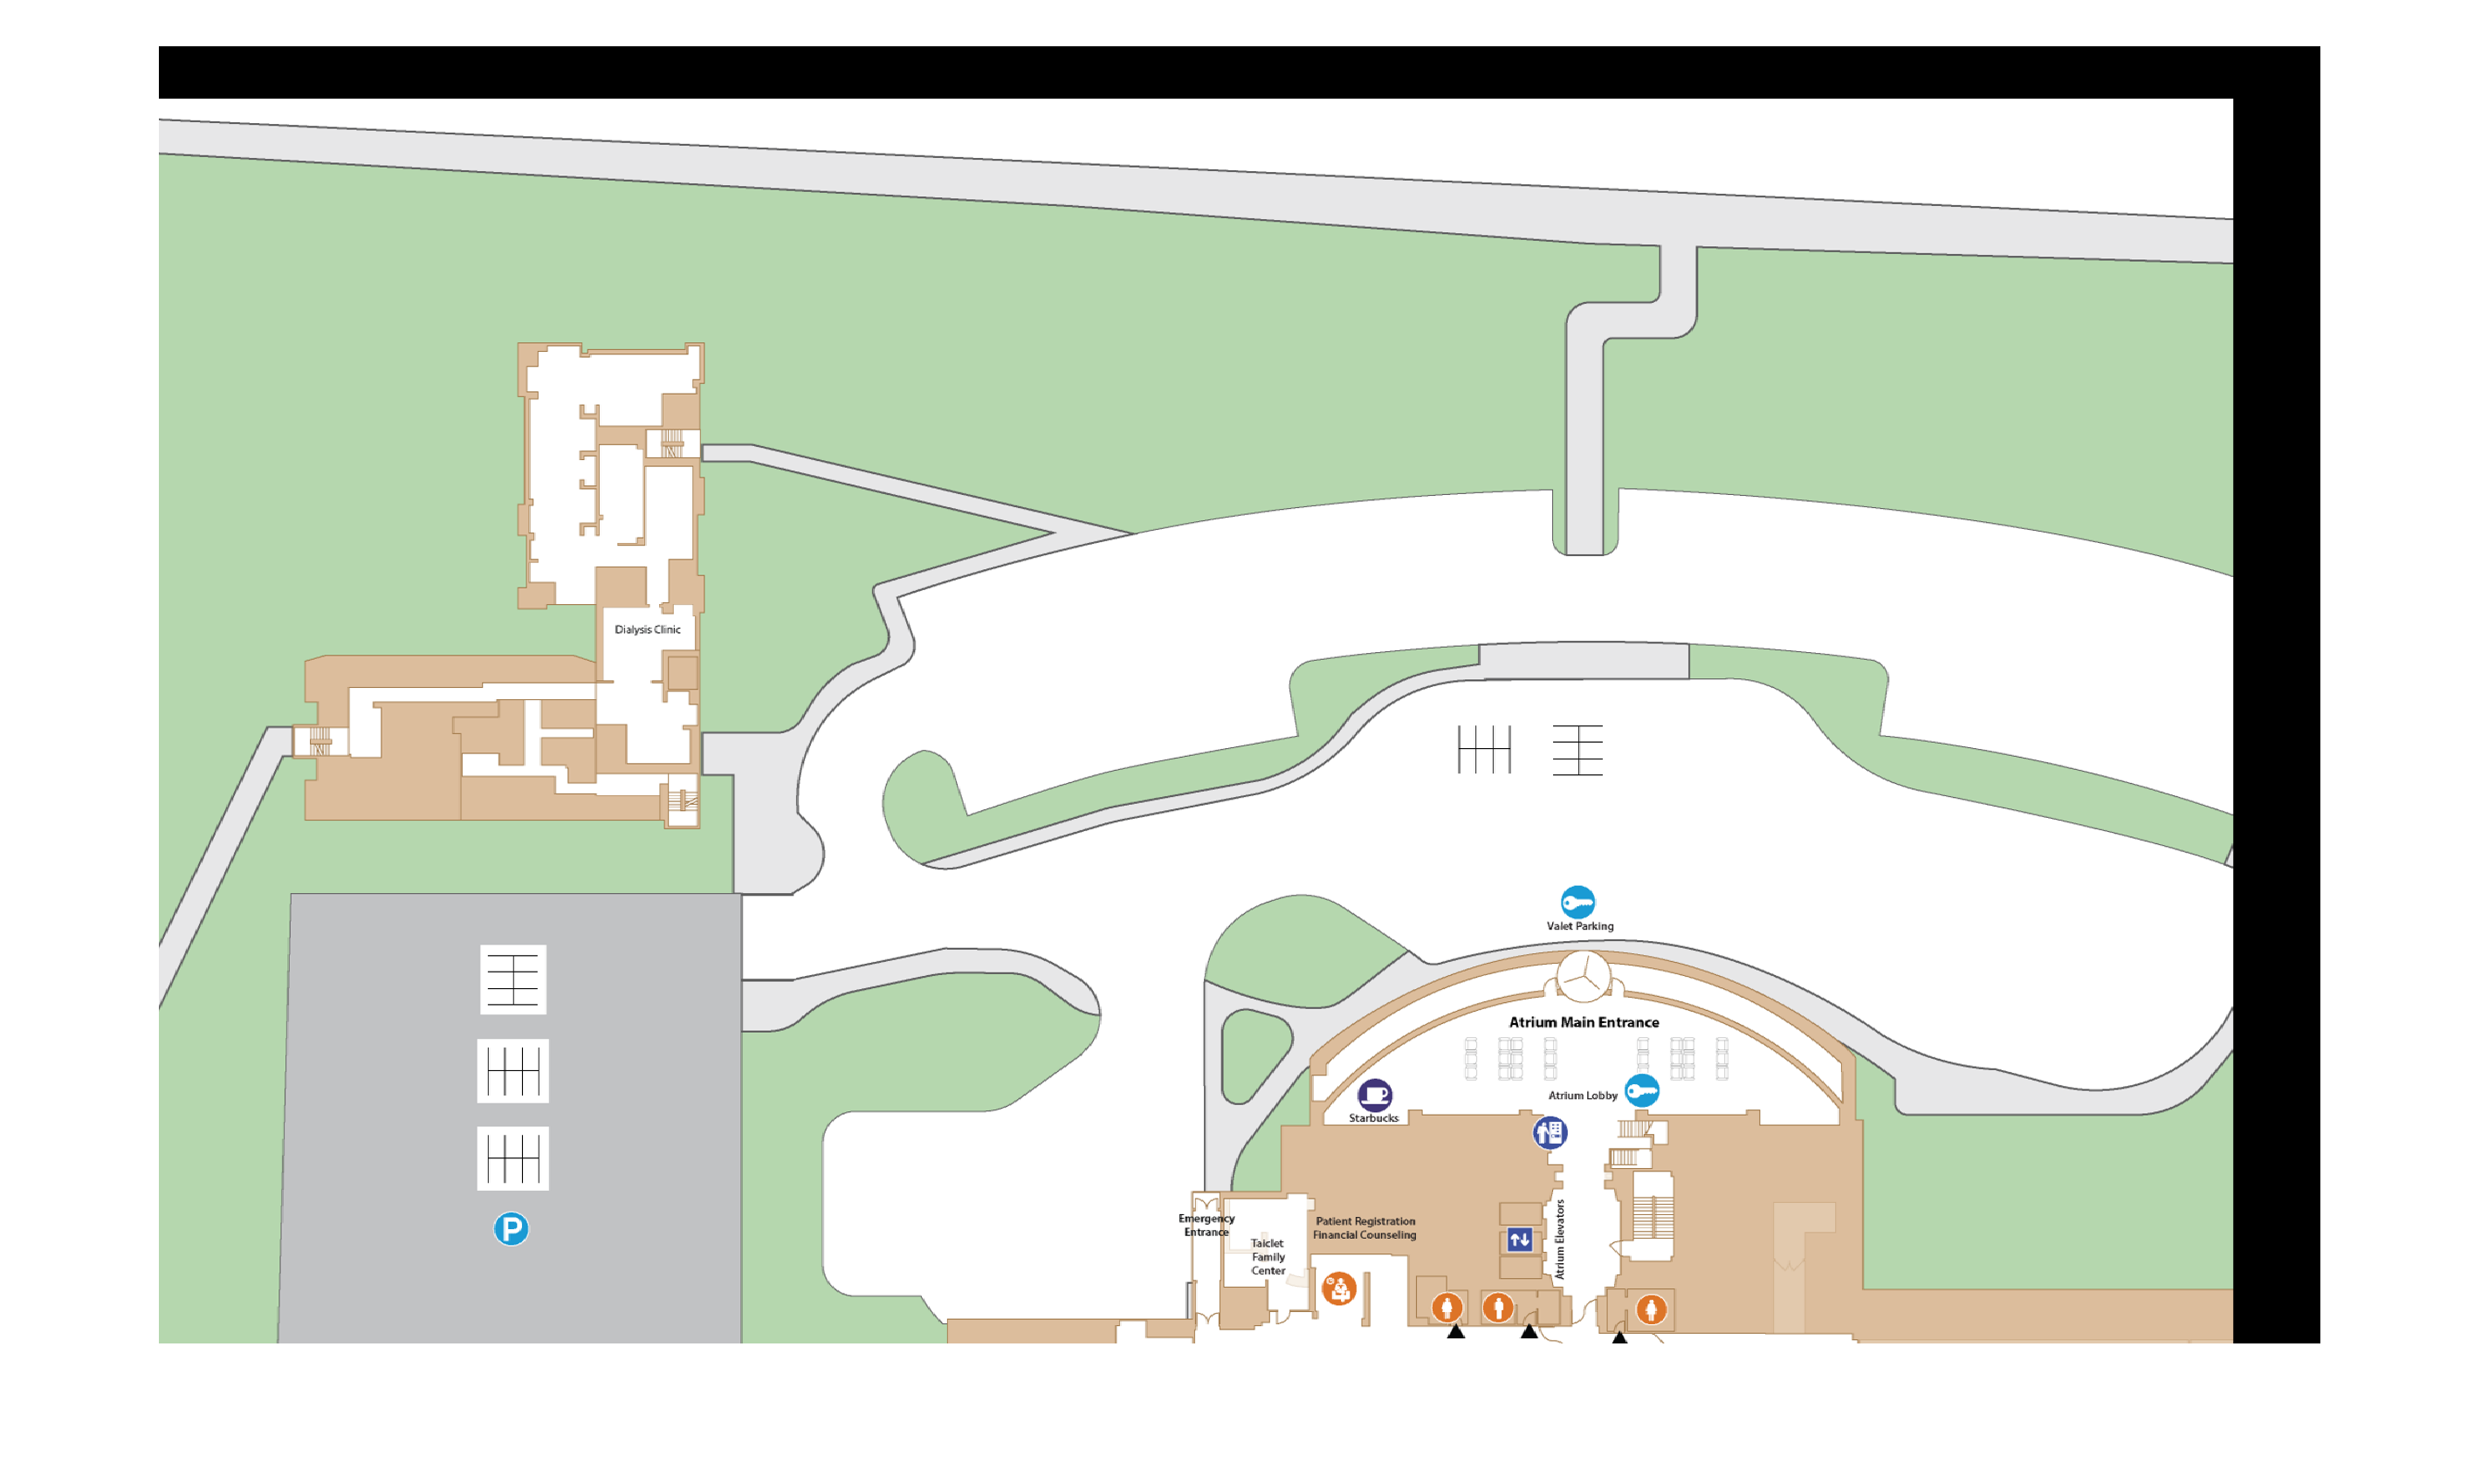 Dialysis Clinic
Valet Parking
Atrium Main Entrance
Atrium Lobby
Starbucks
Emergency
Entrance
Taiclet
Family
Center
Patient Registration
Financial Counseling
Atrium Elevators
P